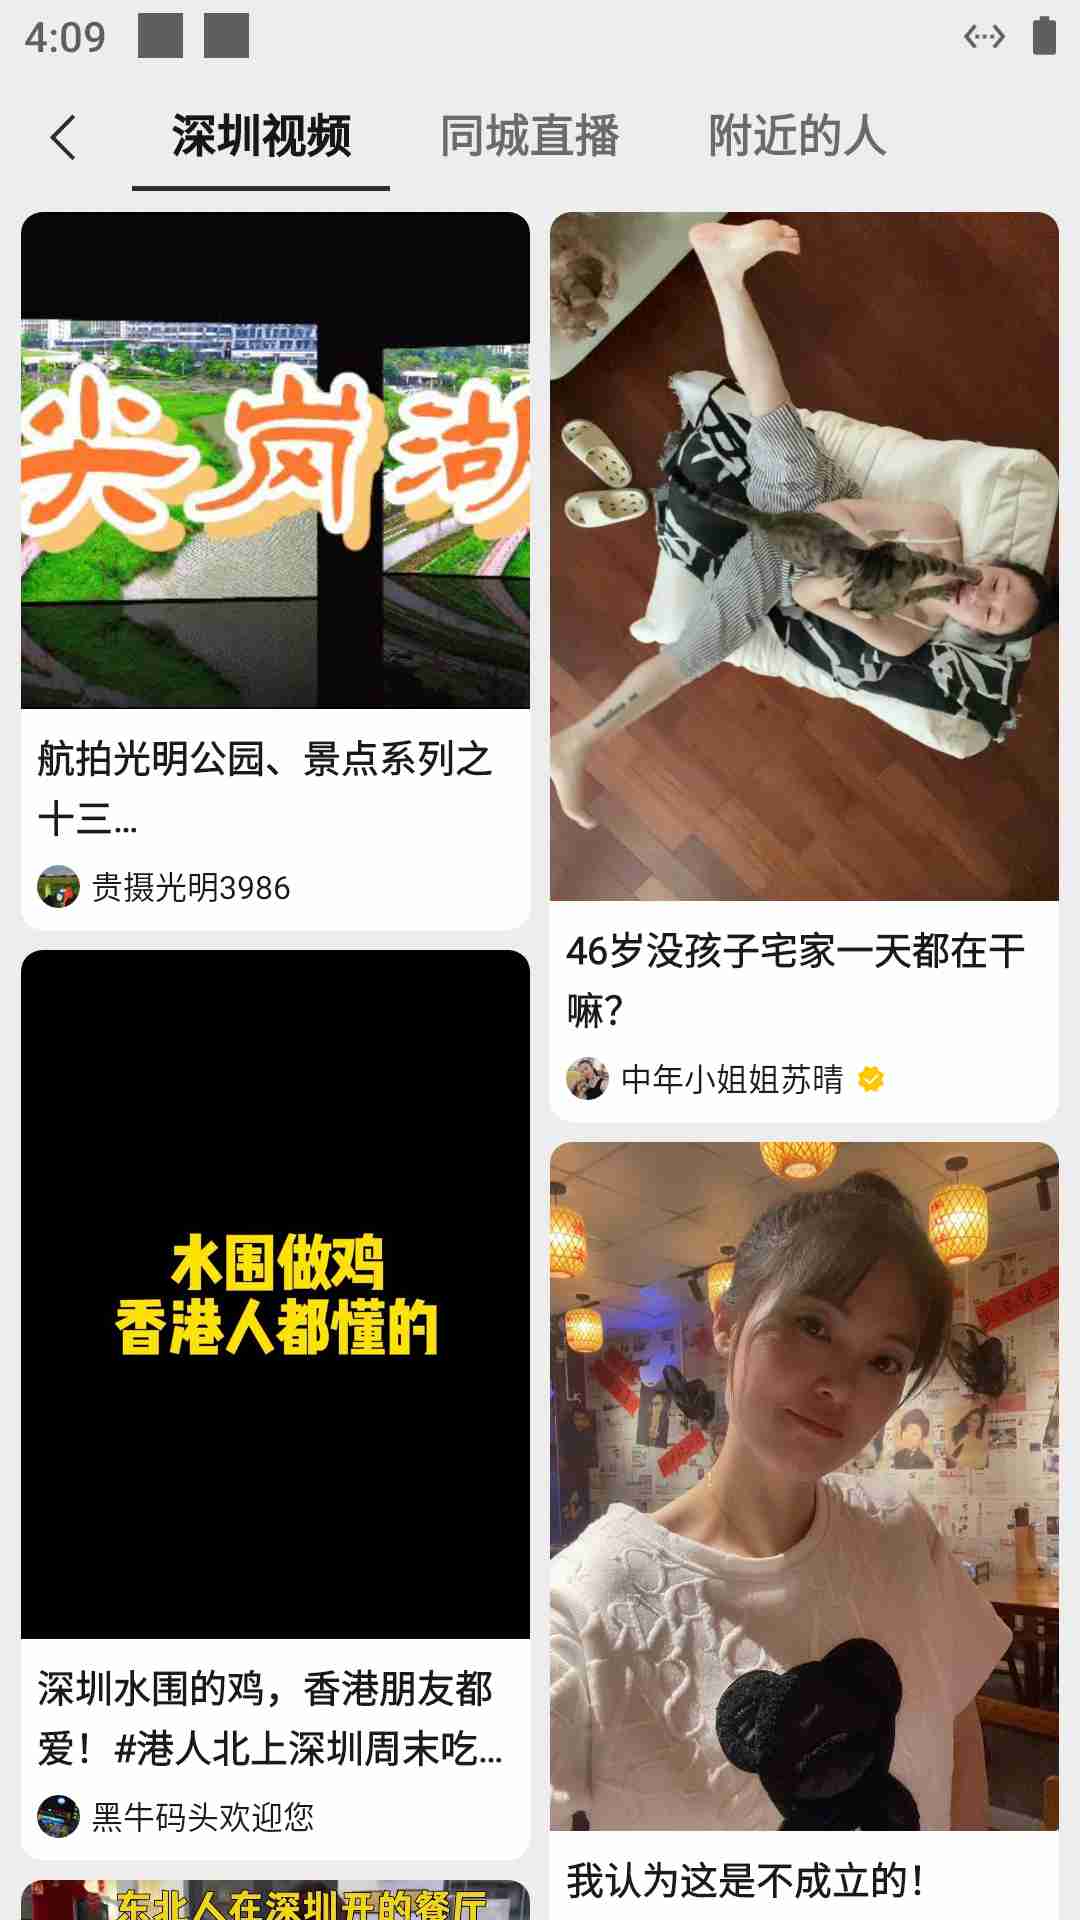 4:09
深圳视频
同城直播
附近的人
尖岗湖
航拍光明公园、景点系列之
十三...
贵摄光明3986
46岁没孩子宅家一天都在干
嘛？
中年小姐姐苏晴
水围做鸡
香港人都懂的
深圳水围的鸡，香港朋友都
爱！#港人北上深圳周末吃...
黑牛码头欢迎您
我认为这是不成立的！
东北人在深圳开的餐厅